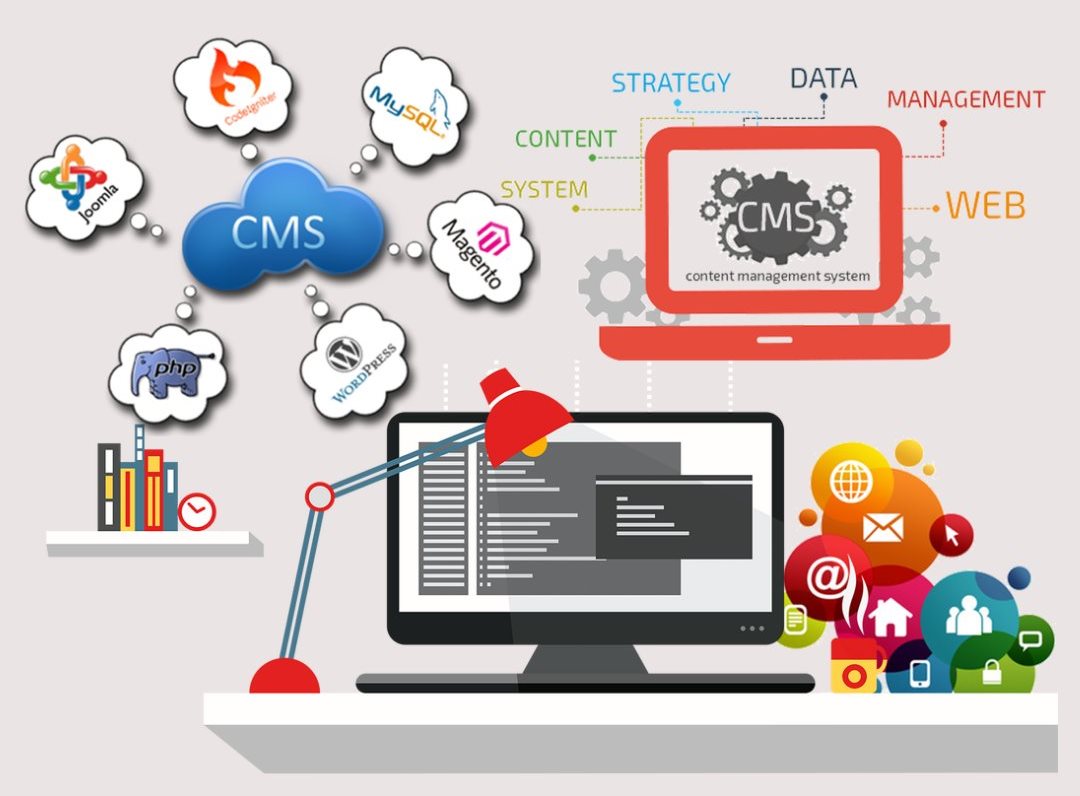 CodeIgniter
MySQL
Joomla
CMS
Magento
php
WORDPRESS
STRATEGY
DATA
MANAGEMENT
CONTENT
SYSTEM
WEB
CMS
content management system
@